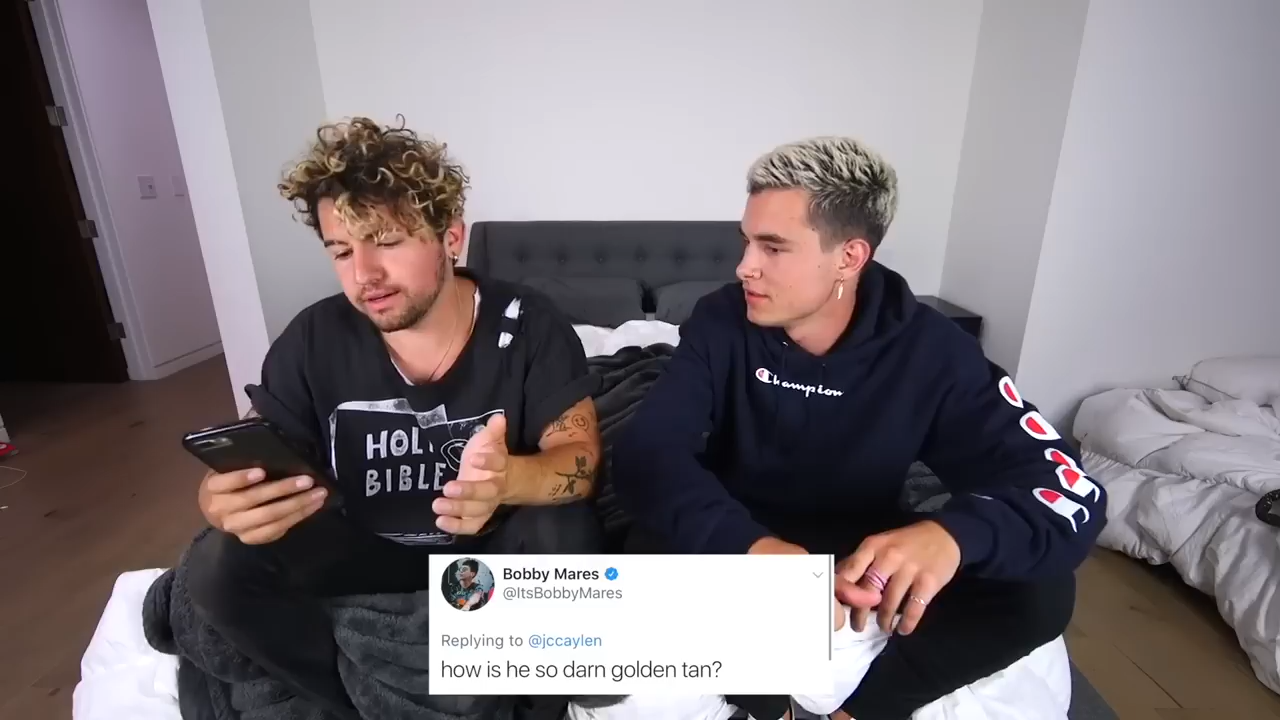 Champion
HOLY
BIBLE
Bobby Mares
@ItsBobbyMares
Replying to @jccaylen
how is he so darn golden tan?